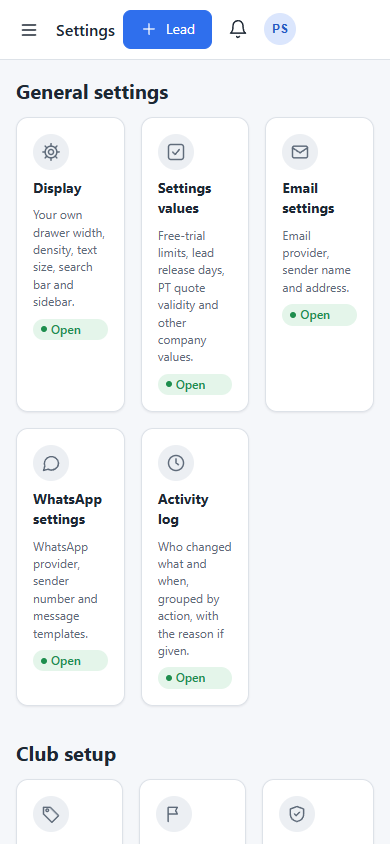 Settings
Lead
PS
General settings
Display
Your own
drawer width,
density, text
size, search
bar and
sidebar.
Open
Settings
values
Free-trial
limits, lead
release days,
PT quote
validity and
other
company
values.
Open
Email
settings
Email
provider,
sender name
and address.
Open
WhatsApp
settings
WhatsApp
provider,
sender
number and
message
templates.
Open
Activity
log
Who changed
what and
when,
grouped by
action, with
the reason if
given.
Open
Club setup